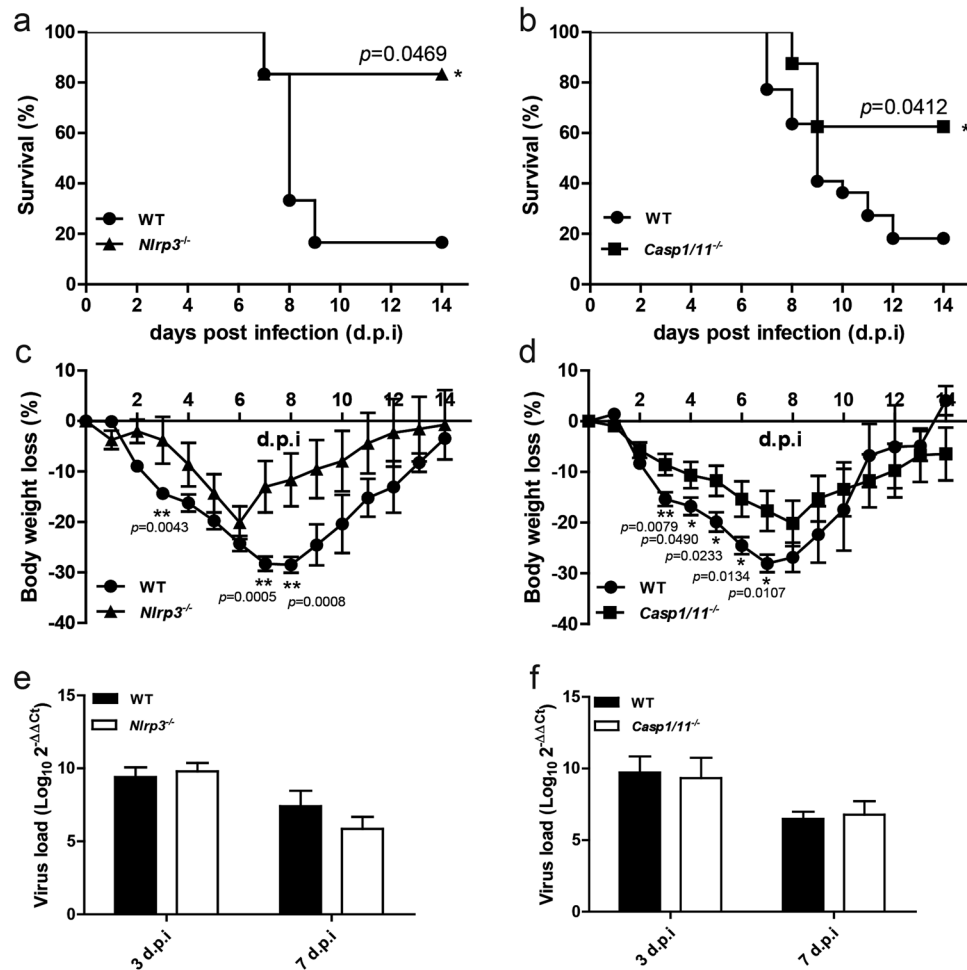 a
100
80
60
40
20
0
Survival (%)
p=0.0469
*
WT
Nlrp3-/-
0 2 4 6 8 10 12 14
days post infection (d.p.i)
b
100
80
60
40
20
0
Survival (%)
p=0.0412
*
WT
Casp1/11-/-
0 2 4 6 8 10 12 14
days post infection (d.p.i)
c
10
0
-10
-20
-30
-40
Body weight loss (%)
2 4 6 8 10 12 14
d.p.i
**
p=0.0043
** **
p=0.0005
p=0.0008
WT
Nlrp3-/-
d
10
0
-10
-20
-30
-40
Body weight loss (%)
2 4 6 8 10 12 14
d.p.i
** * * * *
p=0.0079
p=0.0490
p=0.0233
p=0.0134
p=0.0107
WT
Casp1/11-/-
e
15
10
5
0
Virus load (Log10 2-ΔΔCt)
WT
Nlrp3-/-
3 d.p.i
7 d.p.i
f
15
10
5
0
Virus load (Log10 2-ΔΔCt)
WT
Casp1/11-/-
3 d.p.i
7 d.p.i